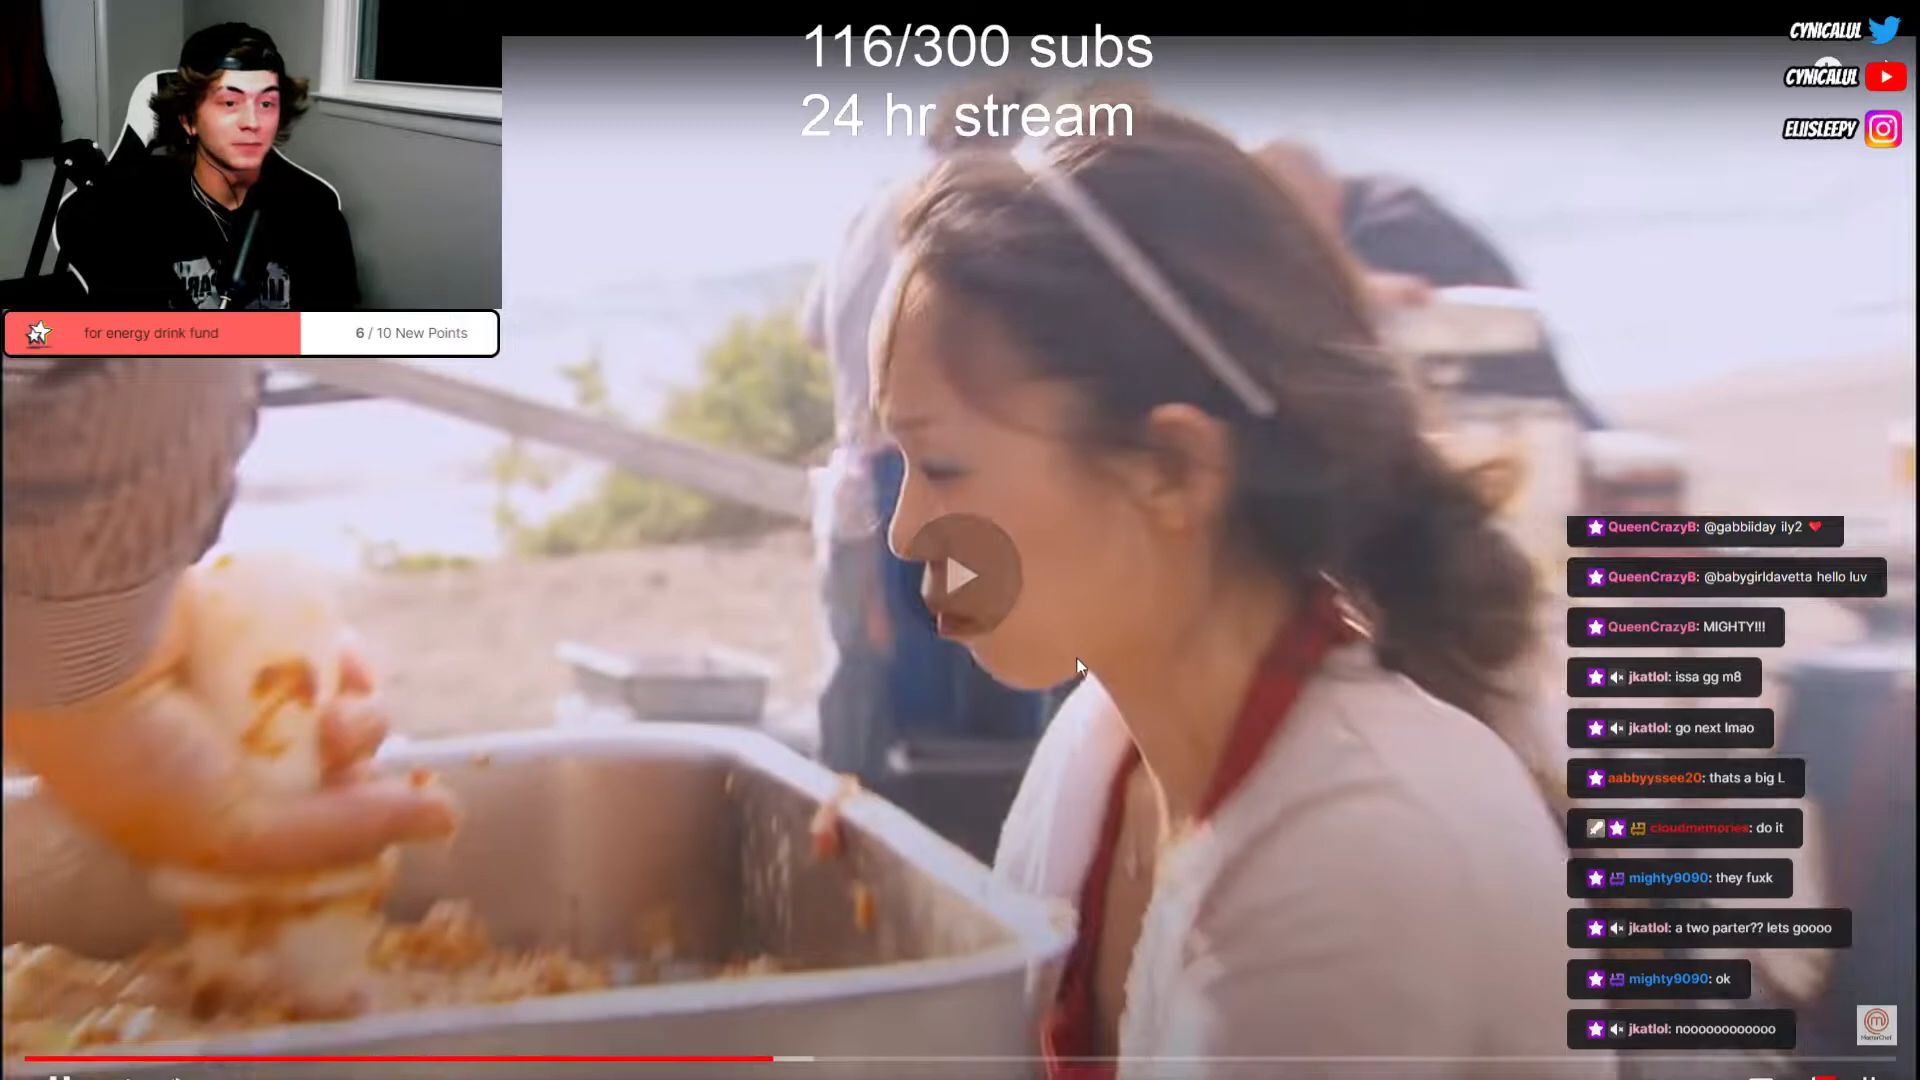 116/300 subs
24 hr stream
CYNICALUL
CYNICALUL
ELIISLEEPY
for energy drink fund
6 / 10 New Points
QueenCrazyB: @gabbiiday ily2 ❤
QueenCrazyB: @babygirldavetta hello luv
QueenCrazyB: MIGHTY!!!
jkatlol: issa gg m8
jkatlol: go next lmao
aabbyyssee20: thats a big L
cloudmemories: do it
mighty9090: they fuxk
jkatlol: a two parter?? lets goooo
mighty9090: ok
jkatlol: noooooooooooo
MasterChef